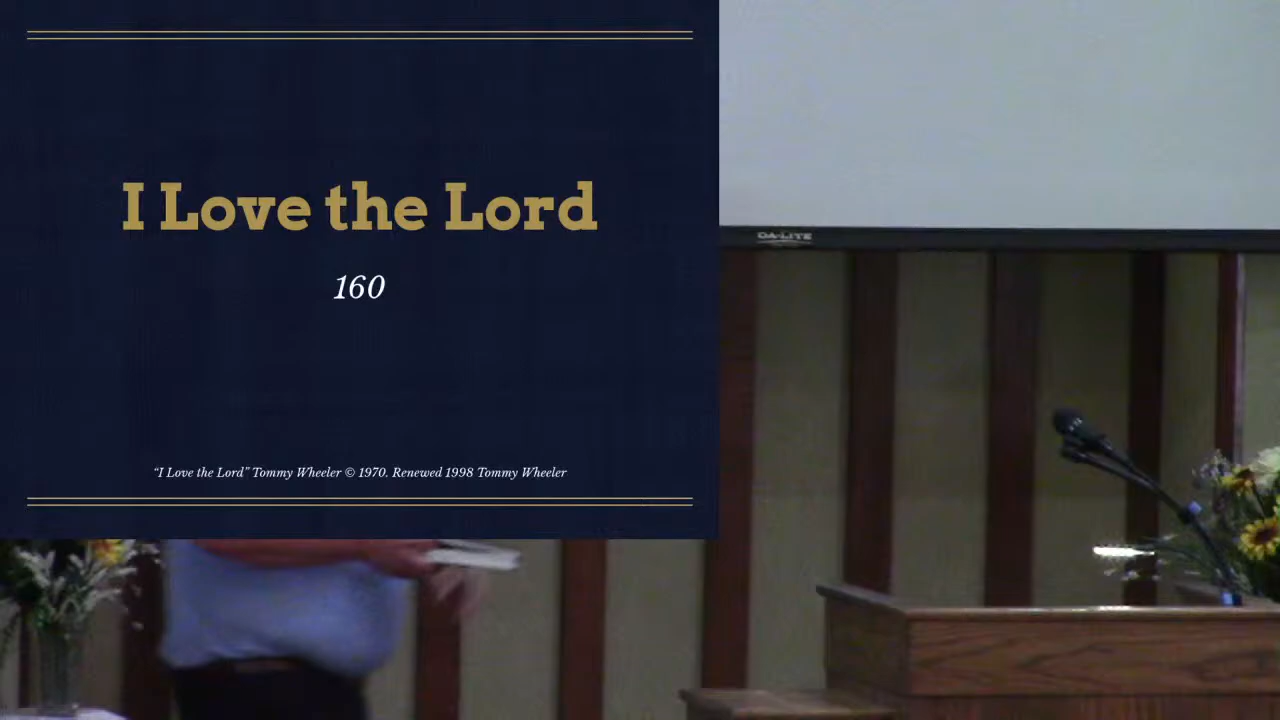 I Love the Lord
160
“I Love the Lord” Tommy Wheeler © 1970. Renewed 1998 Tommy Wheeler
DA-LITE